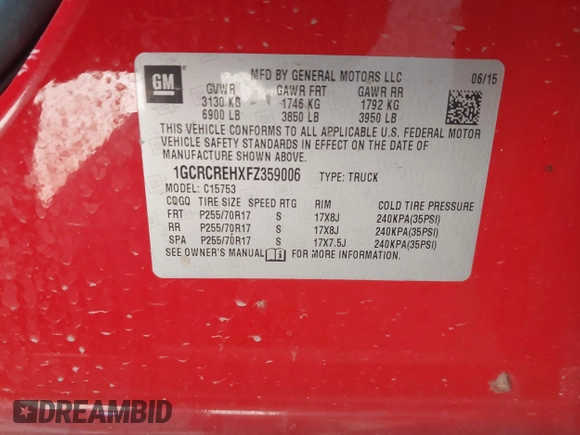 GM
MFD BY GENERAL MOTORS LLC 06/15
GVWR GAWR FRT GAWR RR
3130 KG 1746 KG 1792 KG
6900 LB 3850 LB 3950 LB
THIS VEHICLE CONFORMS TO ALL APPLICABLE U.S. FEDERAL MOTOR
VEHICLE SAFETY STANDARDS IN EFFECT ON THE DATE OF
MANUFACTURE SHOWN ABOVE.
1GCRCREHXFZ359006 TYPE: TRUCK
MODEL: C15753
CQGQ TIRE SIZE SPEED RTG RIM COLD TIRE PRESSURE
FRT P255/70R17 S 17X8J 240KPA(35PSI)
RR P255/70R17 S 17X8J 240KPA(35PSI)
SPA P255/70R17 S 17X7.5J 240KPA(35PSI)
SEE OWNER'S MANUAL FOR MORE INFORMATION.
DREAMBID